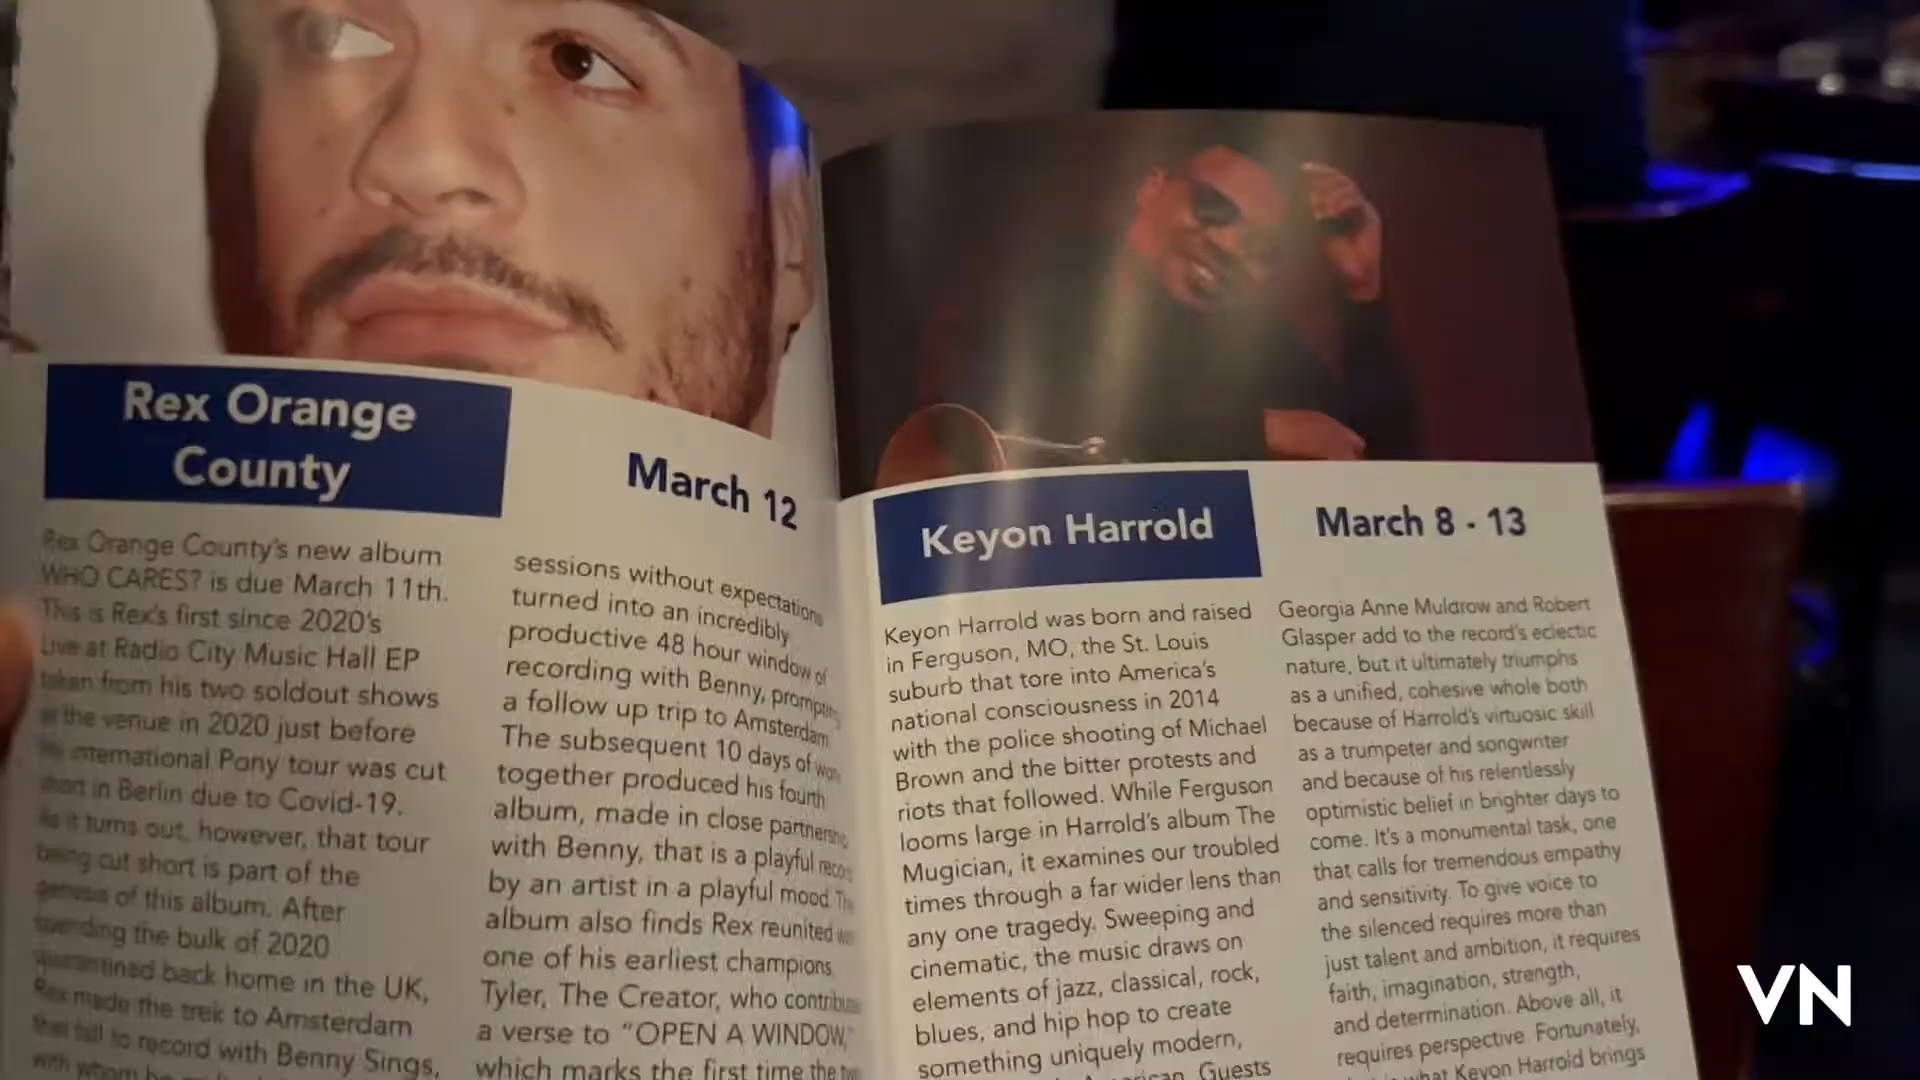 Rex Orange
County
March 12
Rex Orange County's new album
WHO CARES? is due March 11th.
This is Rex's first since 2020's
Live at Radio City Music Hall EP
taken from his two soldout shows
at the venue in 2020 just before
his international Pony tour was cut
short in Berlin due to Covid-19.
As it turns out, however, that tour
being cut short is part of the
genesis of this album. After
spending the bulk of 2020
quarantined back home in the UK,
Rex made the trek to Amsterdam
that fall to record with Benny Sings,
with whom
sessions without expectations
turned into an incredibly
productive 48 hour window of
recording with Benny, prompting
a follow up trip to Amsterdam.
The subsequent 10 days of work
together produced his fourth
album, made in close partnership
with Benny, that is a playful record
by an artist in a playful mood. The
album also finds Rex reunited with
one of his earliest champions
Tyler, The Creator, who contributes
a verse to "OPEN A WINDOW,"
which marks the first time the two
Keyon Harrold
March 8 - 13
Keyon Harrold was born and raised
in Ferguson, MO, the St. Louis
suburb that tore into America's
national consciousness in 2014
with the police shooting of Michael
Brown and the bitter protests and
riots that followed. While Ferguson
looms large in Harrold's album The
Mugician, it examines our troubled
times through a far wider lens than
any one tragedy. Sweeping and
cinematic, the music draws on
elements of jazz, classical, rock,
blues, and hip hop to create
something uniquely modern,
Guests
Georgia Anne Muldrow and Robert
Glasper add to the record's eclectic
nature, but it ultimately triumphs
as a unified, cohesive whole both
because of Harrold's virtuosic skill
as a trumpeter and songwriter
and because of his relentlessly
optimistic belief in brighter days to
come. It's a monumental task, one
that calls for tremendous empathy
and sensitivity. To give voice to
the silenced requires more than
just talent and ambition, it requires
faith, imagination, strength,
and determination. Above all, it
requires perspective. Fortunately,
what Keyon Harrold brings
VN